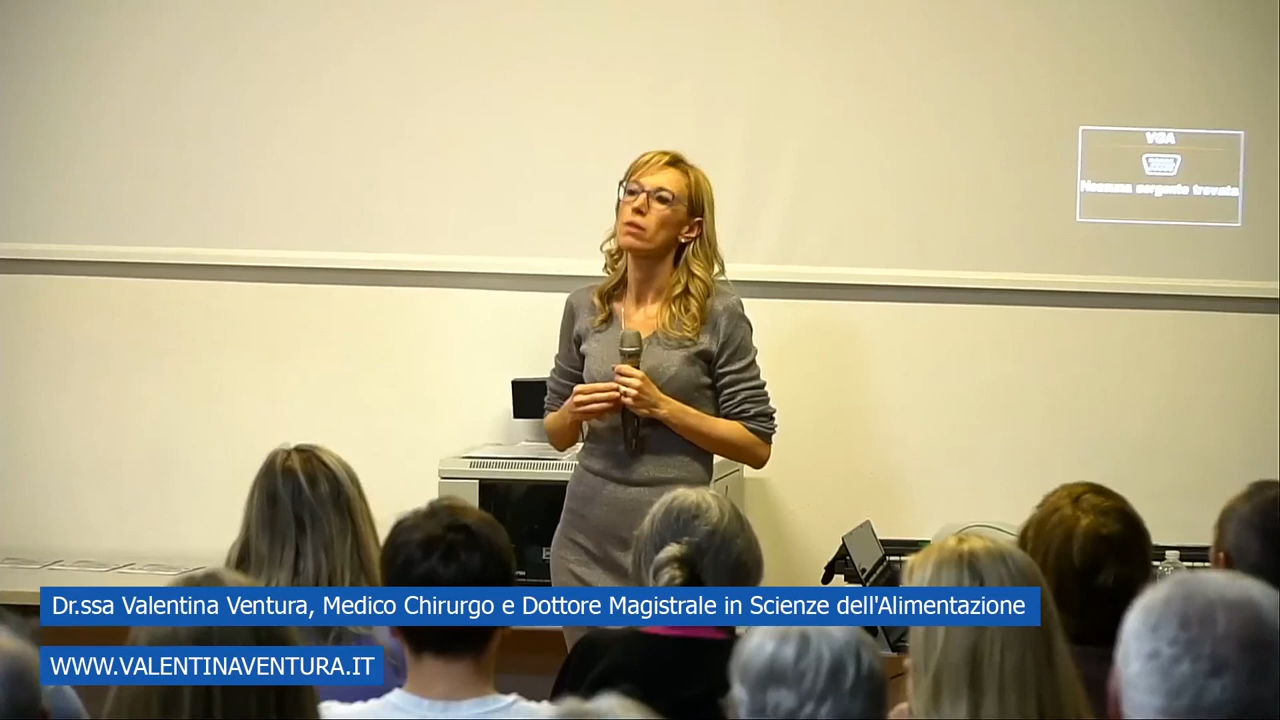 VGA
Nessuna sorgente trovata
Dr.ssa Valentina Ventura, Medico Chirurgo e Dottore Magistrale in Scienze dell'Alimentazione
WWW.VALENTINAVENTURA.IT